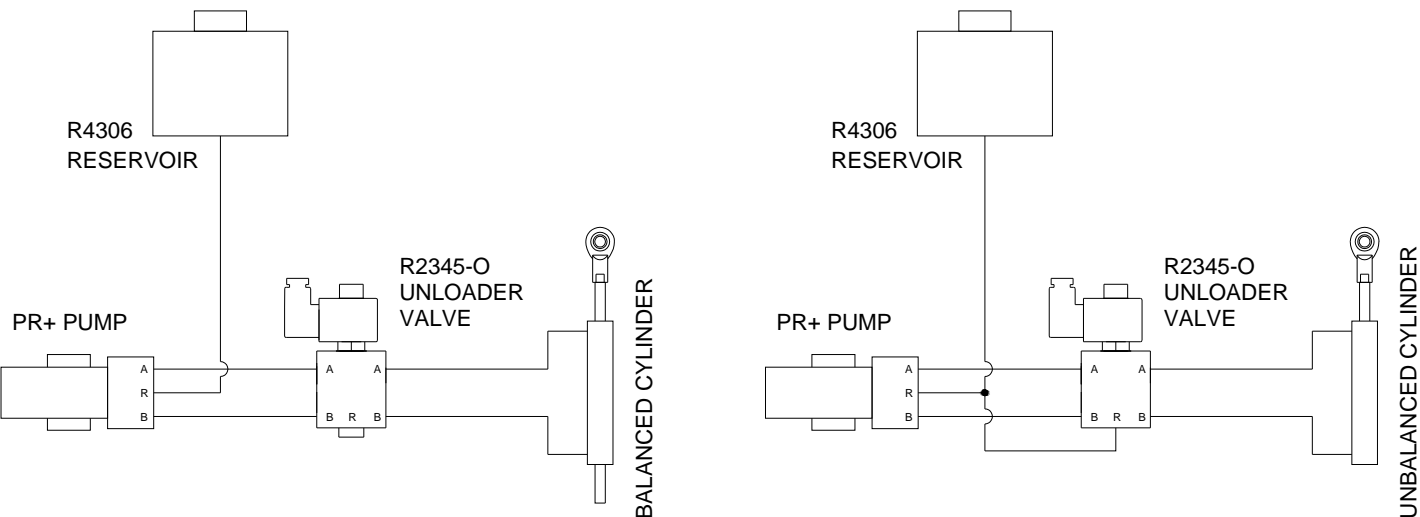 R4306
RESERVOIR
R2345-O
UNLOADER
VALVE
PR+ PUMP
A
R
B
A A
B R B
BALANCED CYLINDER
R4306
RESERVOIR
R2345-O
UNLOADER
VALVE
PR+ PUMP
A
R
B
A A
B R B
UNBALANCED CYLINDER